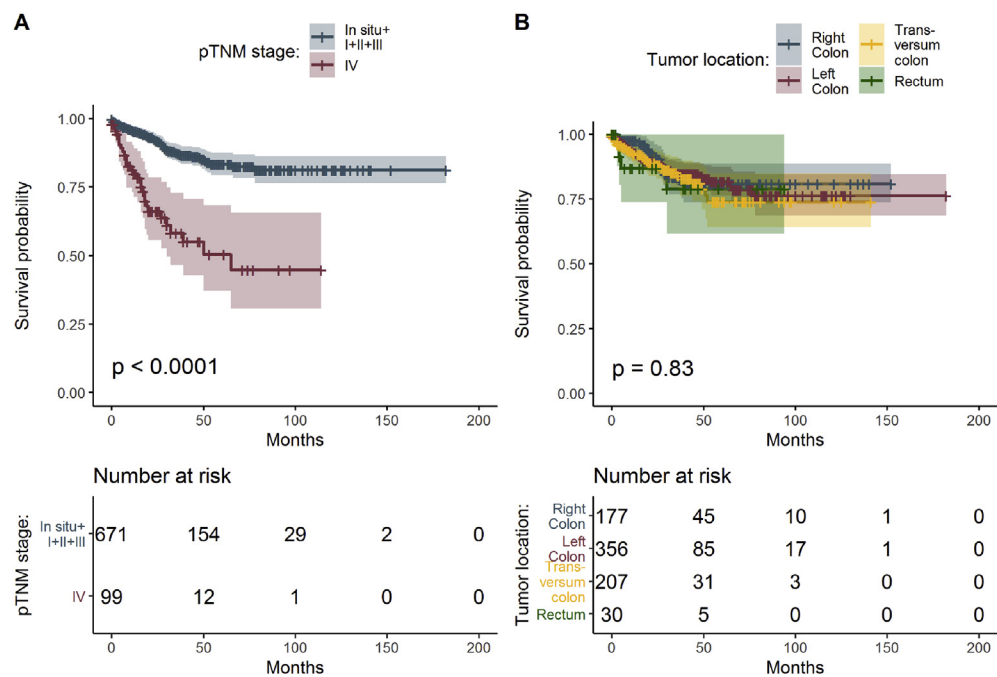 A
pTNM stage:
In situ+
I+II+III
IV
Survival probability
1.00
0.75
0.50
0.25
0.00
p < 0.0001
0 50 100 150 200
Months
Number at risk
pTNM stage:
In situ+
I+II+III
671 154 29 2 0
IV
99 12 1 0 0
0 50 100 150 200
Months
B
Tumor location:
Right
Colon
Left
Colon
Trans-
versum
colon
Rectum
Survival probability
1.00
0.75
0.50
0.25
0.00
p = 0.83
0 50 100 150 200
Months
Number at risk
Tumor location:
Right
Colon
177 45 10 1 0
Left
Colon
356 85 17 1 0
Trans-
versum
colon
207 31 3 0 0
Rectum
30 5 0 0 0
0 50 100 150 200
Months